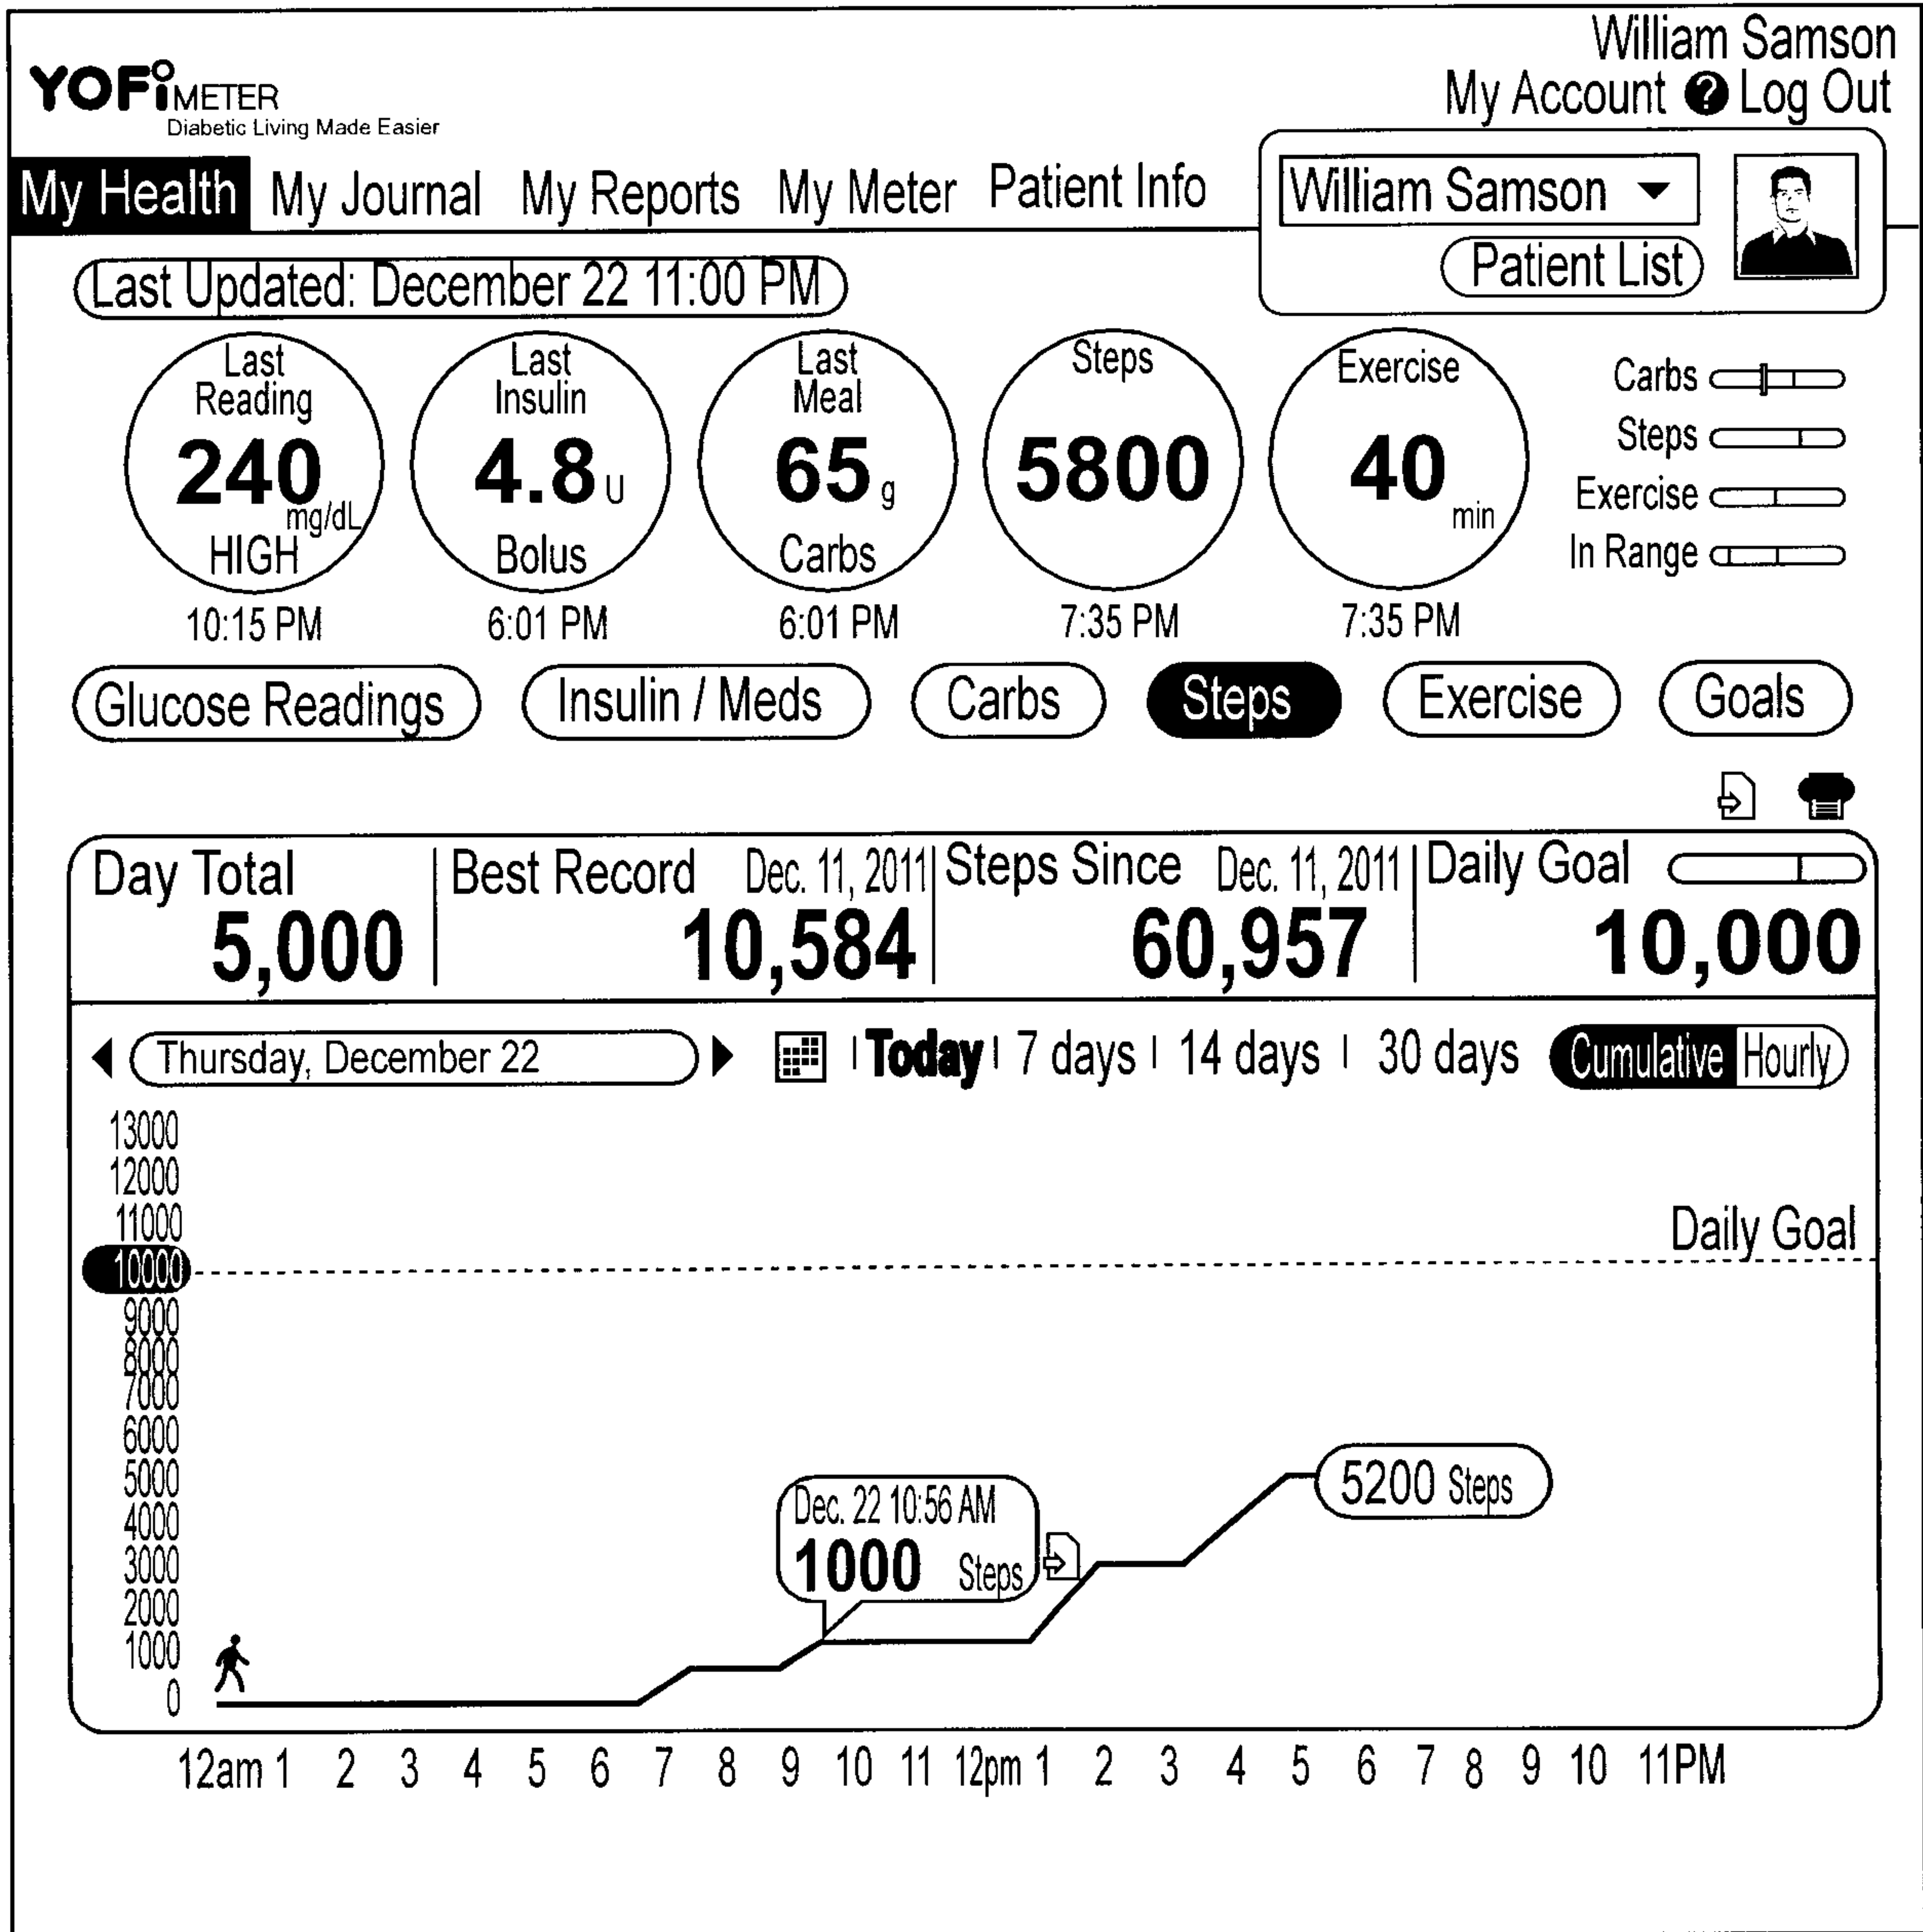 William Samson
YOFiMETER
My Account ? Log Out
Diabetic Living Made Easier
My Health My Journal My Reports My Meter Patient Info
William Samson
Patient List
Last Updated: December 22 11:00 PM
Last Reading
240 mg/dL
HIGH
10:15 PM
Last Insulin
4.8 u
Bolus
6:01 PM
Last Meal
65 g
Carbs
6:01 PM
Steps
5800
7:35 PM
Exercise
40 min
7:35 PM
Carbs
Steps
Exercise
In Range
Glucose Readings Insulin / Meds Carbs Steps Exercise Goals
Day Total
5,000
Best Record Dec. 11, 2011
10,584
Steps Since Dec. 11, 2011
60,957
Daily Goal
10,000
Thursday, December 22
Today 7 days 14 days 30 days
Cumulative Hourly
13000
12000
11000
Daily Goal
10000
9000
8000
7000
6000
5000
4000
3000
2000
1000
0
5200 Steps
Dec. 22 10:56 AM
1000 Steps
12am 1 2 3 4 5 6 7 8 9 10 11 12pm 1 2 3 4 5 6 7 8 9 10 11PM